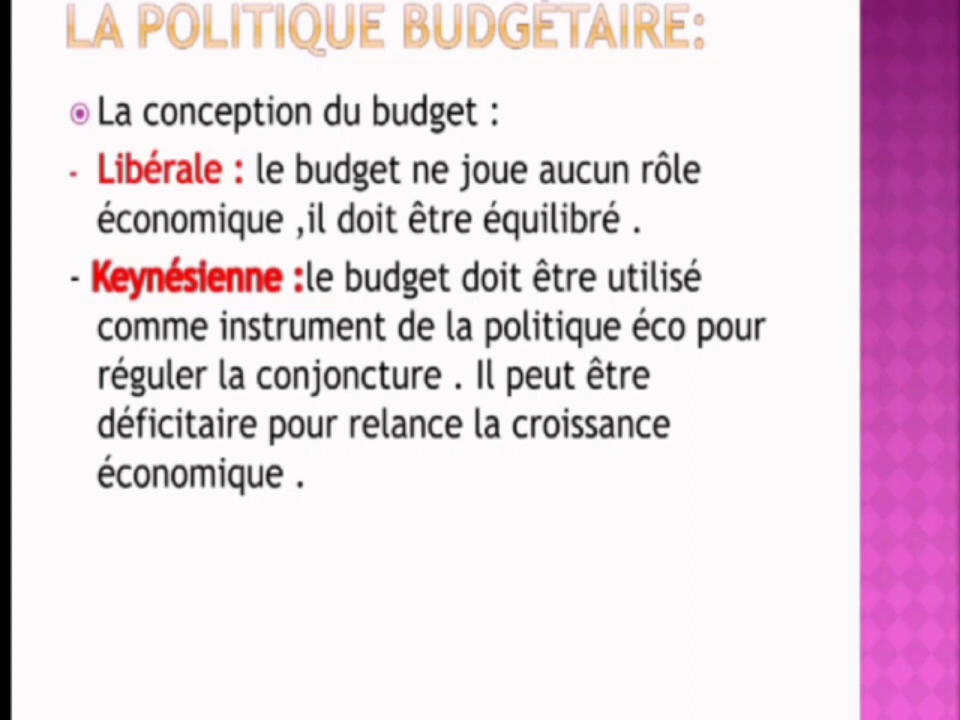 LA POLITIQUE BUDGÉTAIRE:
La conception du budget :
- Libérale : le budget ne joue aucun rôle
économique ,il doit être équilibré .
- Keynésienne :le budget doit être utilisé
comme instrument de la politique éco pour
réguler la conjoncture . Il peut être
déficitaire pour relance la croissance
économique .